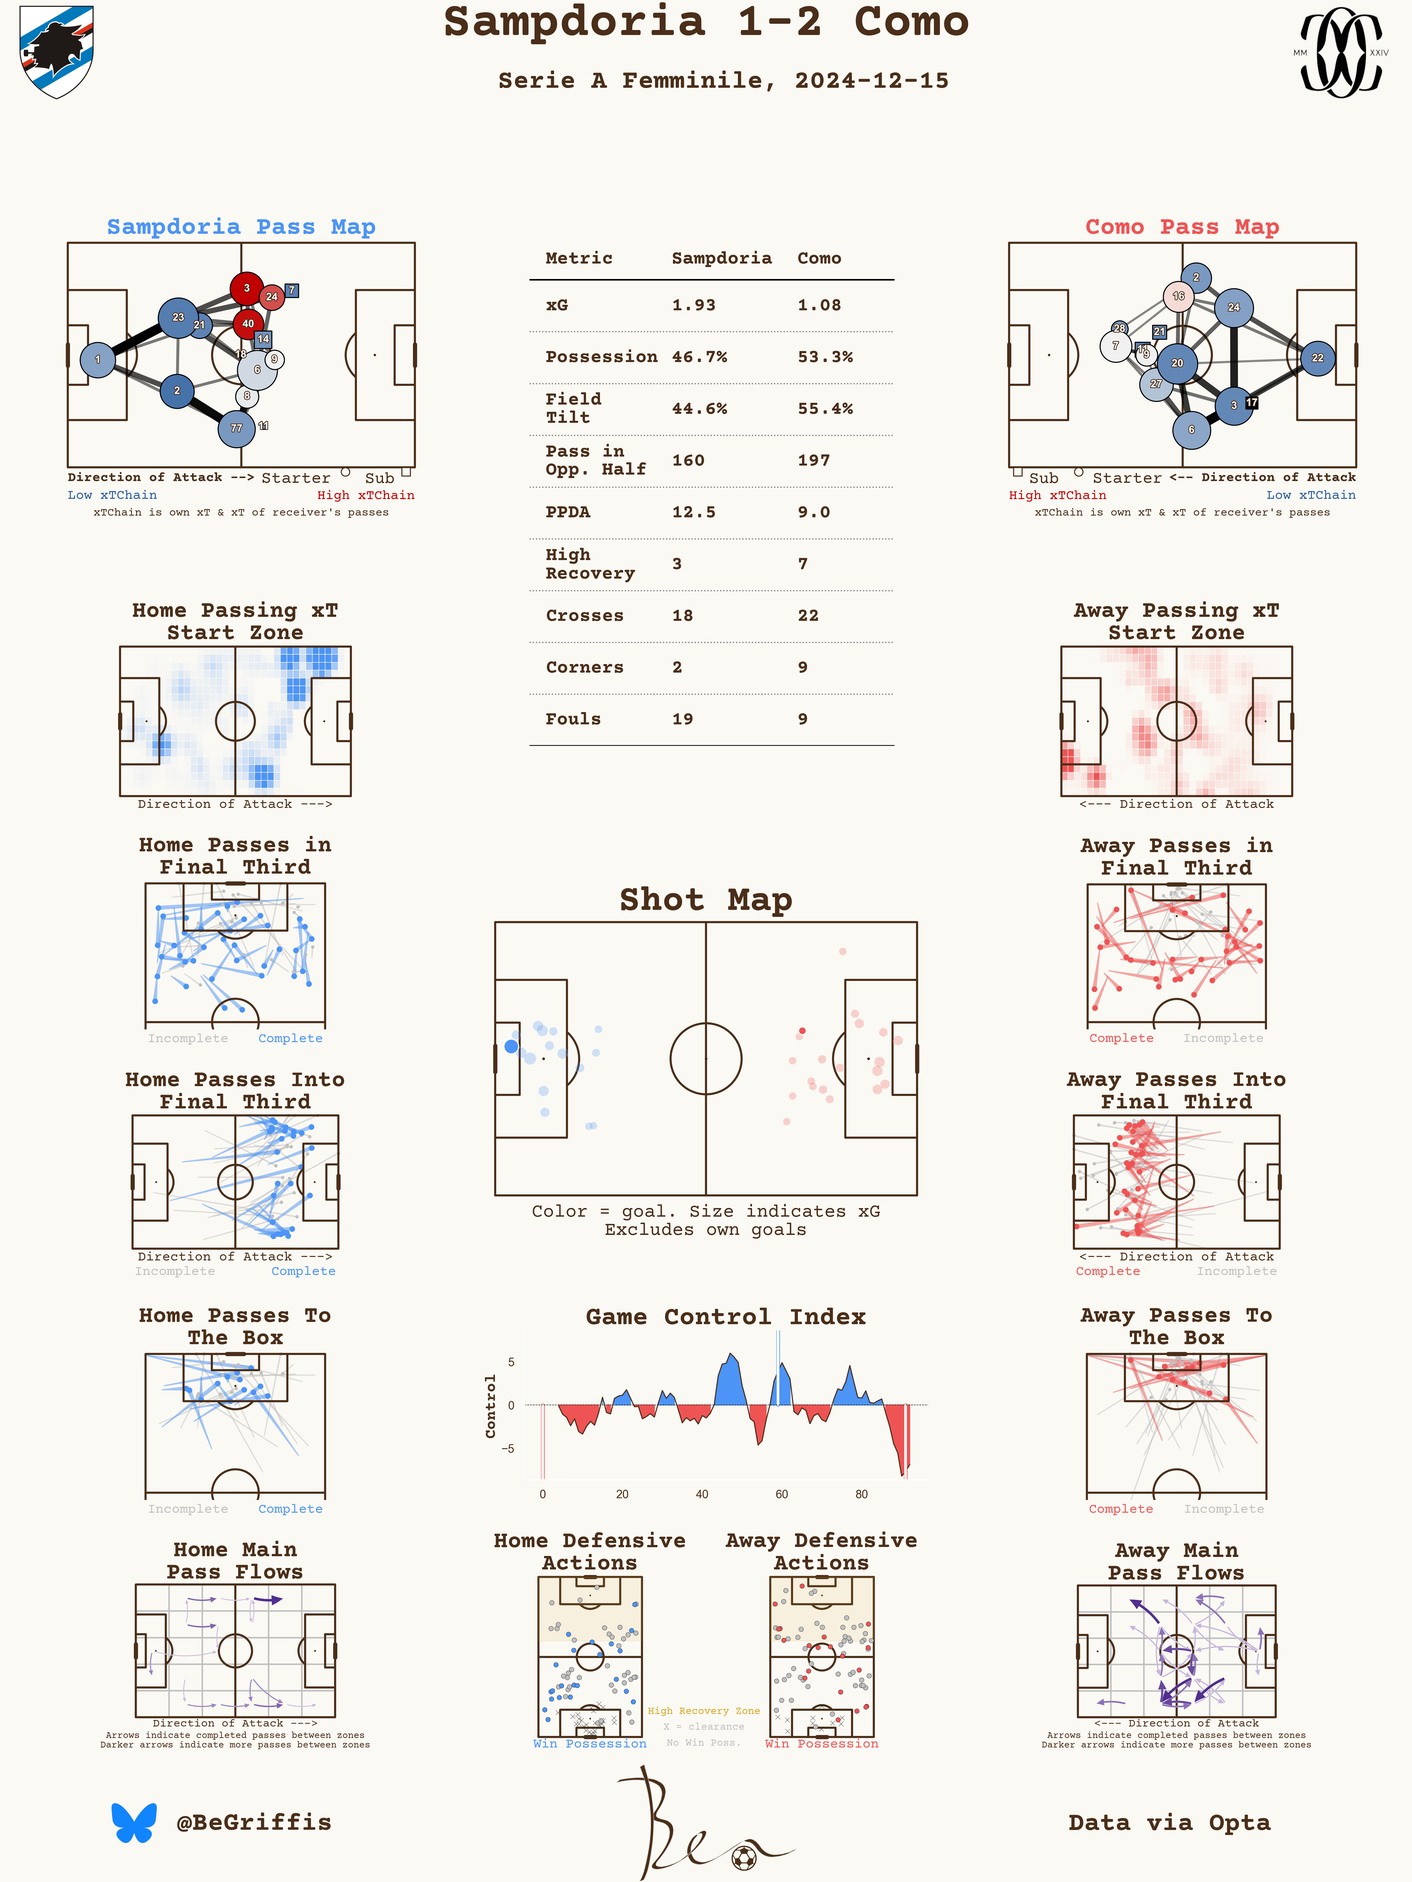 Sampdoria 1-2 Como
Serie A Femminile, 2024-12-15
MM XXIV
Sampdoria Pass Map
1
23
21
2
77
3
24
7
40
14
18
9
6
8
11
Direction of Attack --> Starter Sub
Low xTChain High xTChain
xTChain is own xT & xT of receiver's passes
Metric Sampdoria Como
xG 1.93 1.08
Possession 46.7% 53.3%
Field
Tilt 44.6% 55.4%
Pass in
Opp. Half 160 197
PPDA 12.5 9.0
High
Recovery 3 7
Crosses 18 22
Corners 2 9
Fouls 19 9
Como Pass Map
2
16
24
28
21
7
9
20
22
27
3
17
6
Sub Starter <-- Direction of Attack
High xTChain Low xTChain
xTChain is own xT & xT of receiver's passes
Home Passing xT
Start Zone
Direction of Attack --->
Away Passing xT
Start Zone
<--- Direction of Attack
Home Passes in
Final Third
Incomplete Complete
Away Passes in
Final Third
Complete Incomplete
Shot Map
Color = goal. Size indicates xG
Excludes own goals
Home Passes Into
Final Third
Direction of Attack --->
Incomplete Complete
Away Passes Into
Final Third
<--- Direction of Attack
Complete Incomplete
Home Passes To
The Box
Incomplete Complete
Game Control Index
Control
5
0
−5
0 20 40 60 80
Away Passes To
The Box
Complete Incomplete
Home Main
Pass Flows
Direction of Attack --->
Arrows indicate completed passes between zones
Darker arrows indicate more passes between zones
Home Defensive
Actions
Win Possession
High Recovery Zone
X = clearance
No Win Poss.
Away Defensive
Actions
Win Possession
Away Main
Pass Flows
<--- Direction of Attack
Arrows indicate completed passes between zones
Darker arrows indicate more passes between zones
@BeGriffis
Ben
Data via Opta